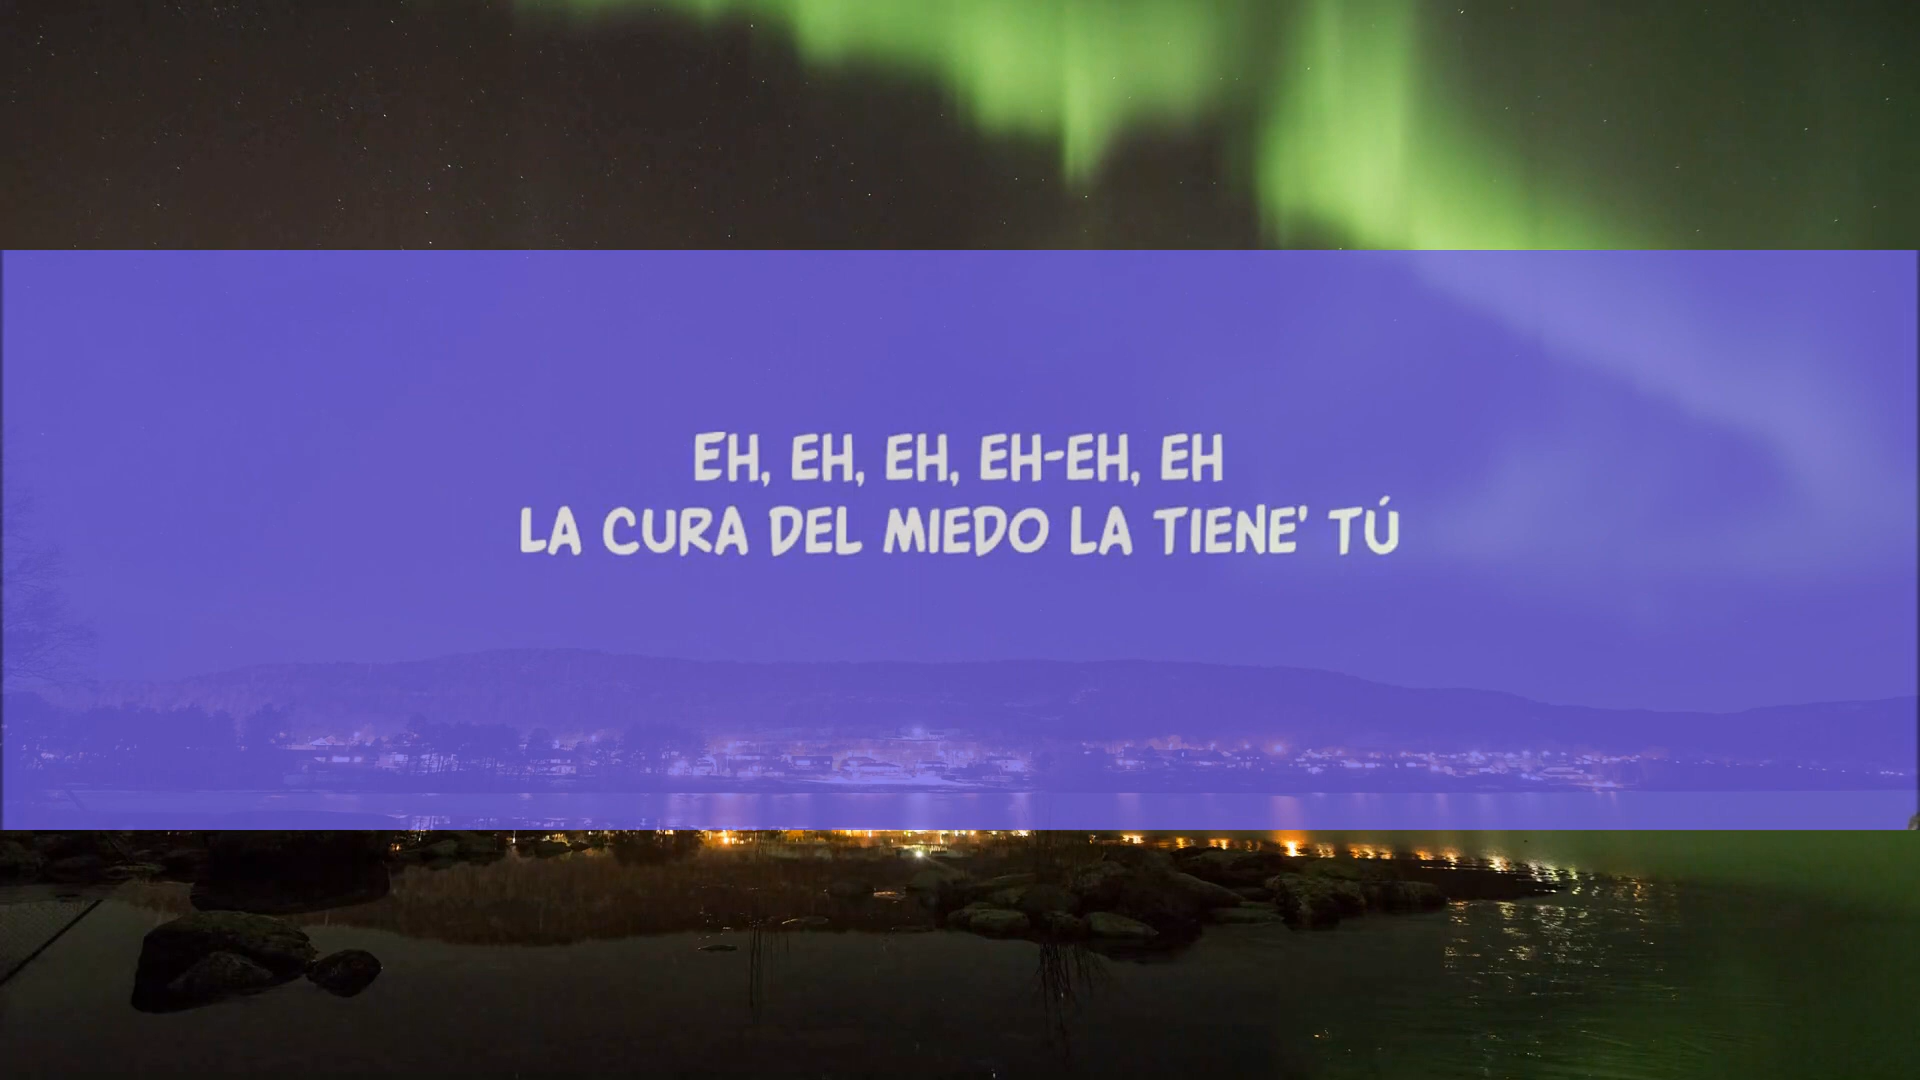 EH, EH, EH, EH-EH, EH
LA CURA DEL MIEDO LA TIENE' TÚ